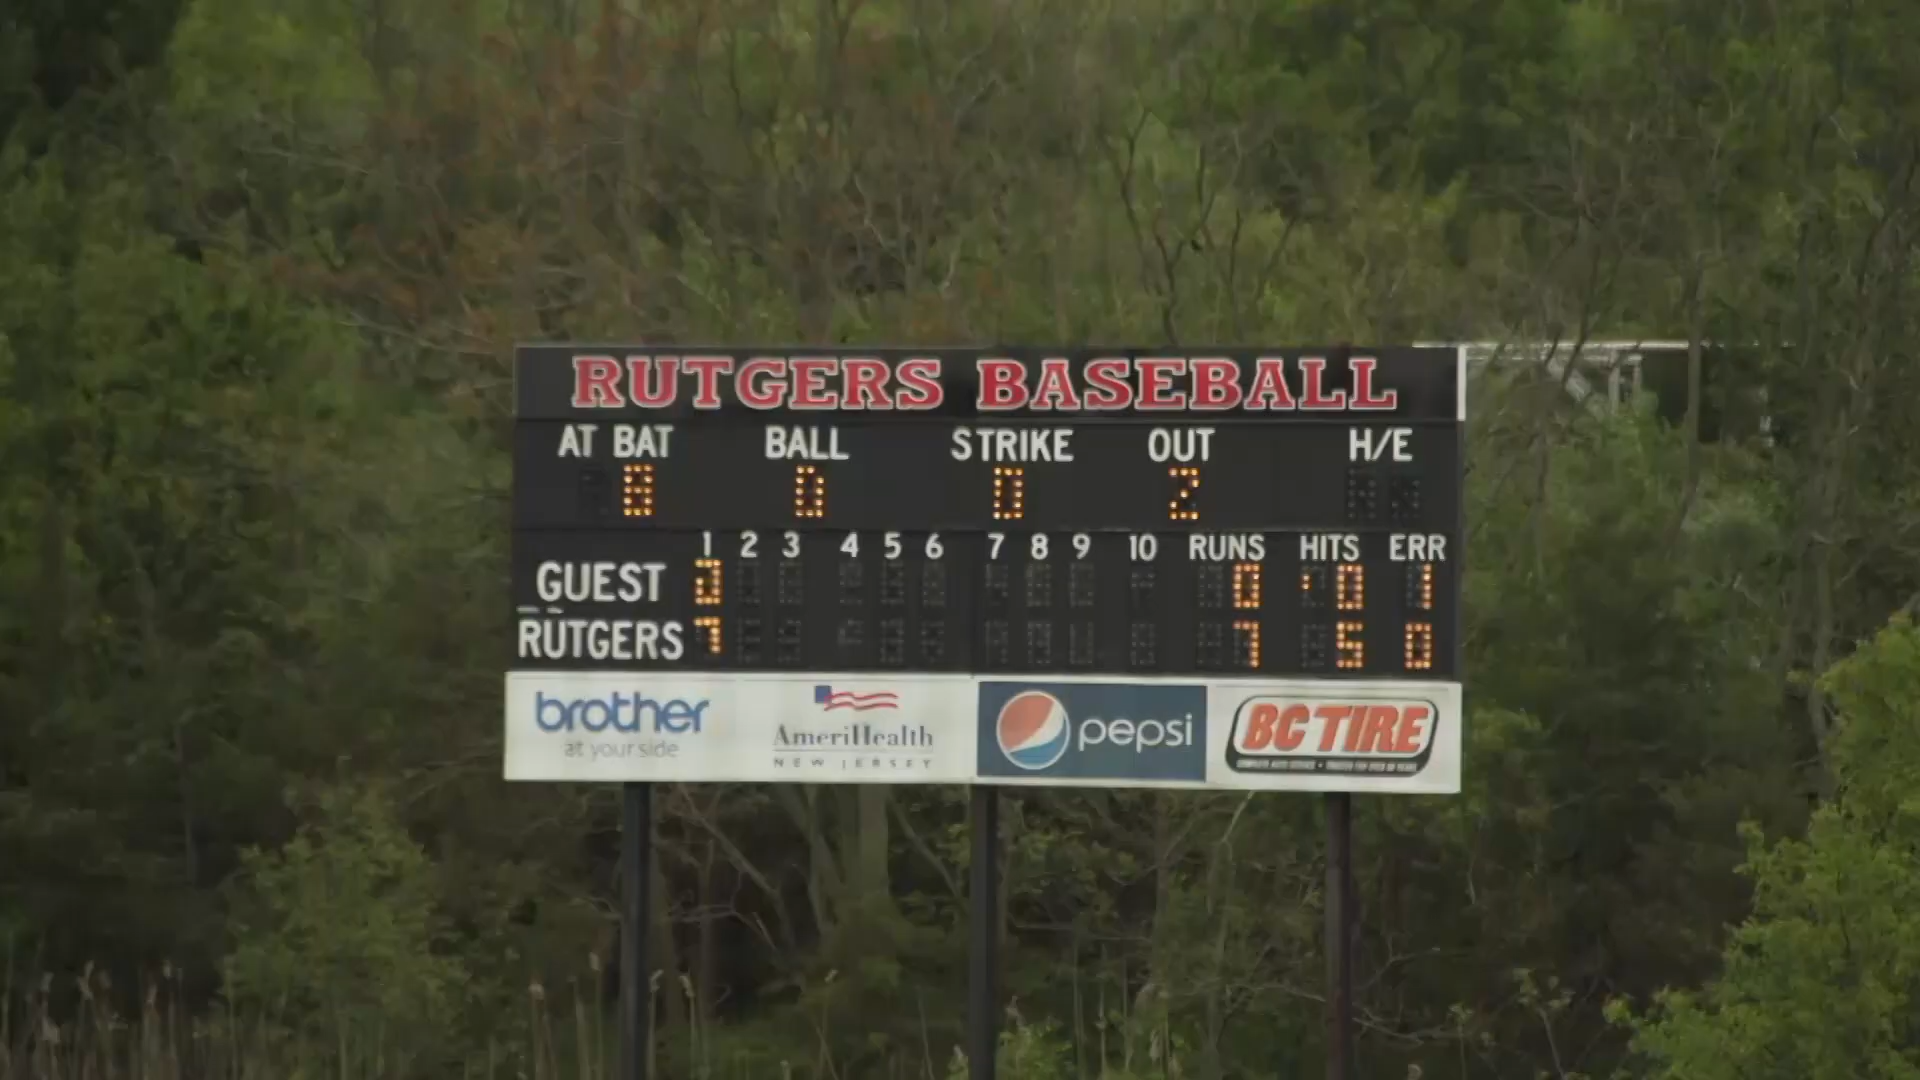 RUTGERS BASEBALL
AT BAT BALL STRIKE OUT H/E
8 0 0 2
1 2 3 4 5 6 7 8 9 10 RUNS HITS ERR
GUEST 0 0 1
RUTGERS 7 7 5 0
brother
at your side
AmeriHealth
NEW JERSEY
pepsi
BC TIRE